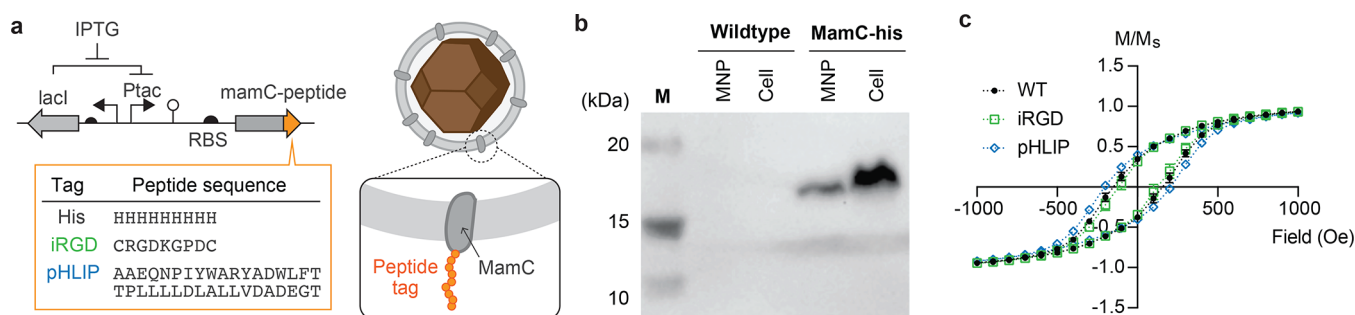 a
IPTG
lacI
Ptac
mamC-peptide
RBS
Tag Peptide sequence
His HHHHHHHHH
iRGD CRGDKGPDC
pHLIP AAEQNPIYWARYADWLFT
TPLLLLDLALLVDADEGT
MamC
Peptide
tag
b
Wildtype MamC-his
(kDa) M MNP Cell MNP Cell
20
15
10
c
M/Ms
WT
iRGD
pHLIP
1.5
1.0
0.5
-1000 -500 500 1000
-0.5
Field (Oe)
-1.0
-1.5